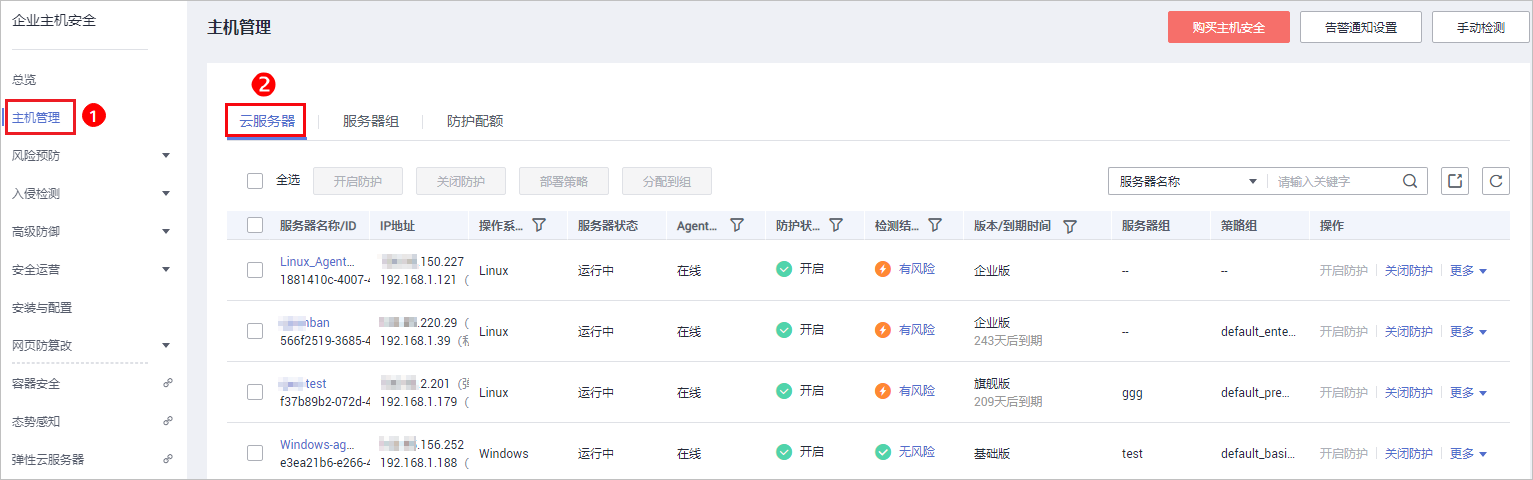 企业主机安全
总览
主机管理
1
风险预防
入侵检测
高级防御
安全运营
安装与配置
网页防篡改
容器安全
态势感知
弹性云服务器
主机管理
购买主机安全 告警通知设置 手动检测
2
云服务器 服务器组 防护配额
全选 开启防护 关闭防护 部署策略 分配到组 服务器名称 请输入关键字
服务器名称/ID IP地址 操作系... 服务器状态 Agent... 防护状... 检测结... 版本/到期时间 服务器组 策略组 操作
Linux_Agent... .150.227 Linux 运行中 在线 开启 有风险 企业版 -- -- 开启防护 关闭防护 更多
1881410c-4007-4 192.168.1.121 (
nban .220.29 ( Linux 运行中 在线 开启 有风险 企业版 -- default_ente... 开启防护 关闭防护 更多
566f2519-3685-4 192.168.1.39 (私 243天后到期
test 2.201 (弹 Linux 运行中 在线 开启 有风险 旗舰版 ggg default_pre... 开启防护 关闭防护 更多
f37b89b2-072d-4 192.168.1.179 ( 209天后到期
Windows-ag... .156.252 Windows 运行中 在线 开启 无风险 基础版 test default_basi... 开启防护 关闭防护 更多
e3ea21b6-e266-4 192.168.1.188 (